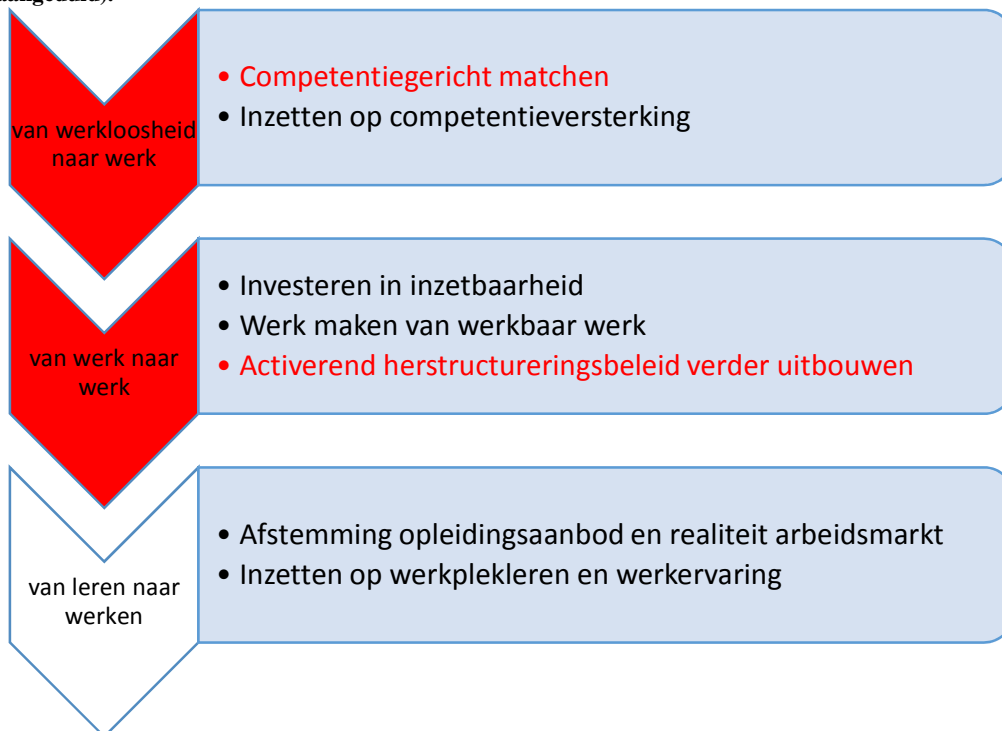 van werkloosheid
naar werk
• Competentiegericht matchen
• Inzetten op competentieversterking
van werk naar
werk
• Investeren in inzetbaarheid
• Werk maken van werkbaar werk
• Activerend herstructureringsbeleid verder uitbouwen
van leren naar
werken
• Afstemming opleidingsaanbod en realiteit arbeidsmarkt
• Inzetten op werkplekleren en werkervaring